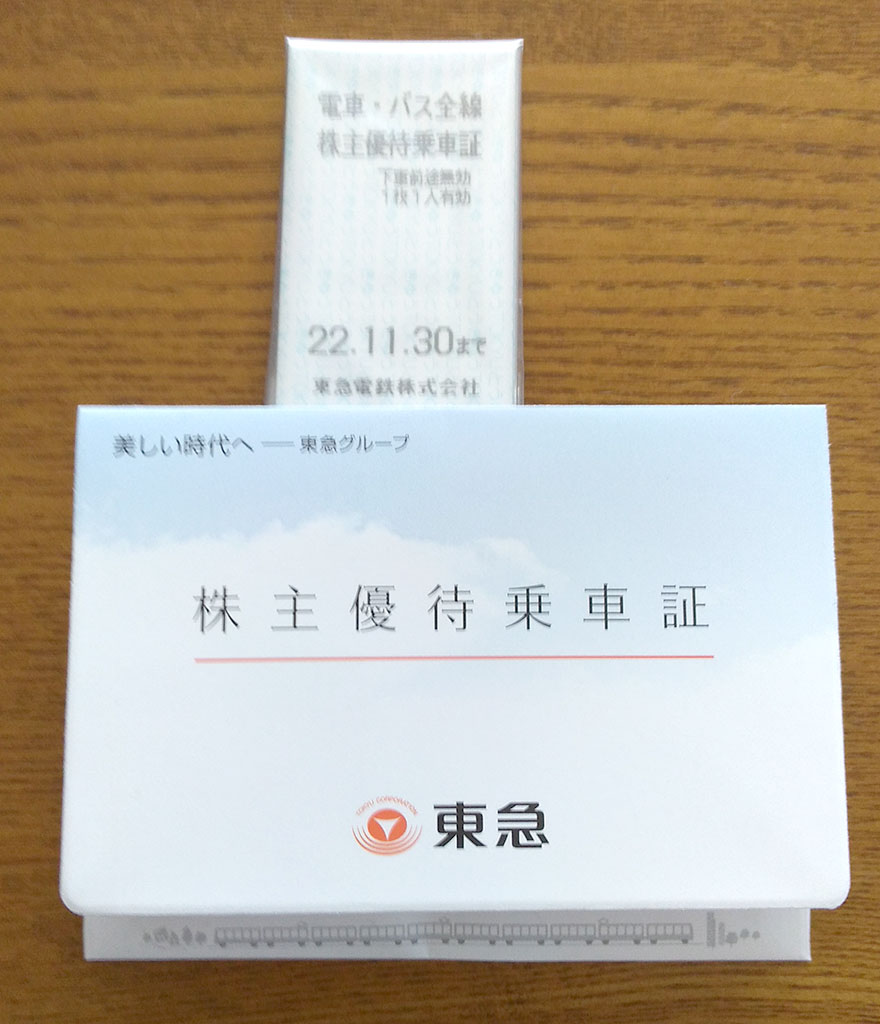 電車・バス全線
株主優待乗車証
下車前途無効
1枚1人有効
22.11.30まで
東急電鉄株式会社
美しい時代へ──東急グループ
株主優待乗車証
TOKYU CORPORATION
東急